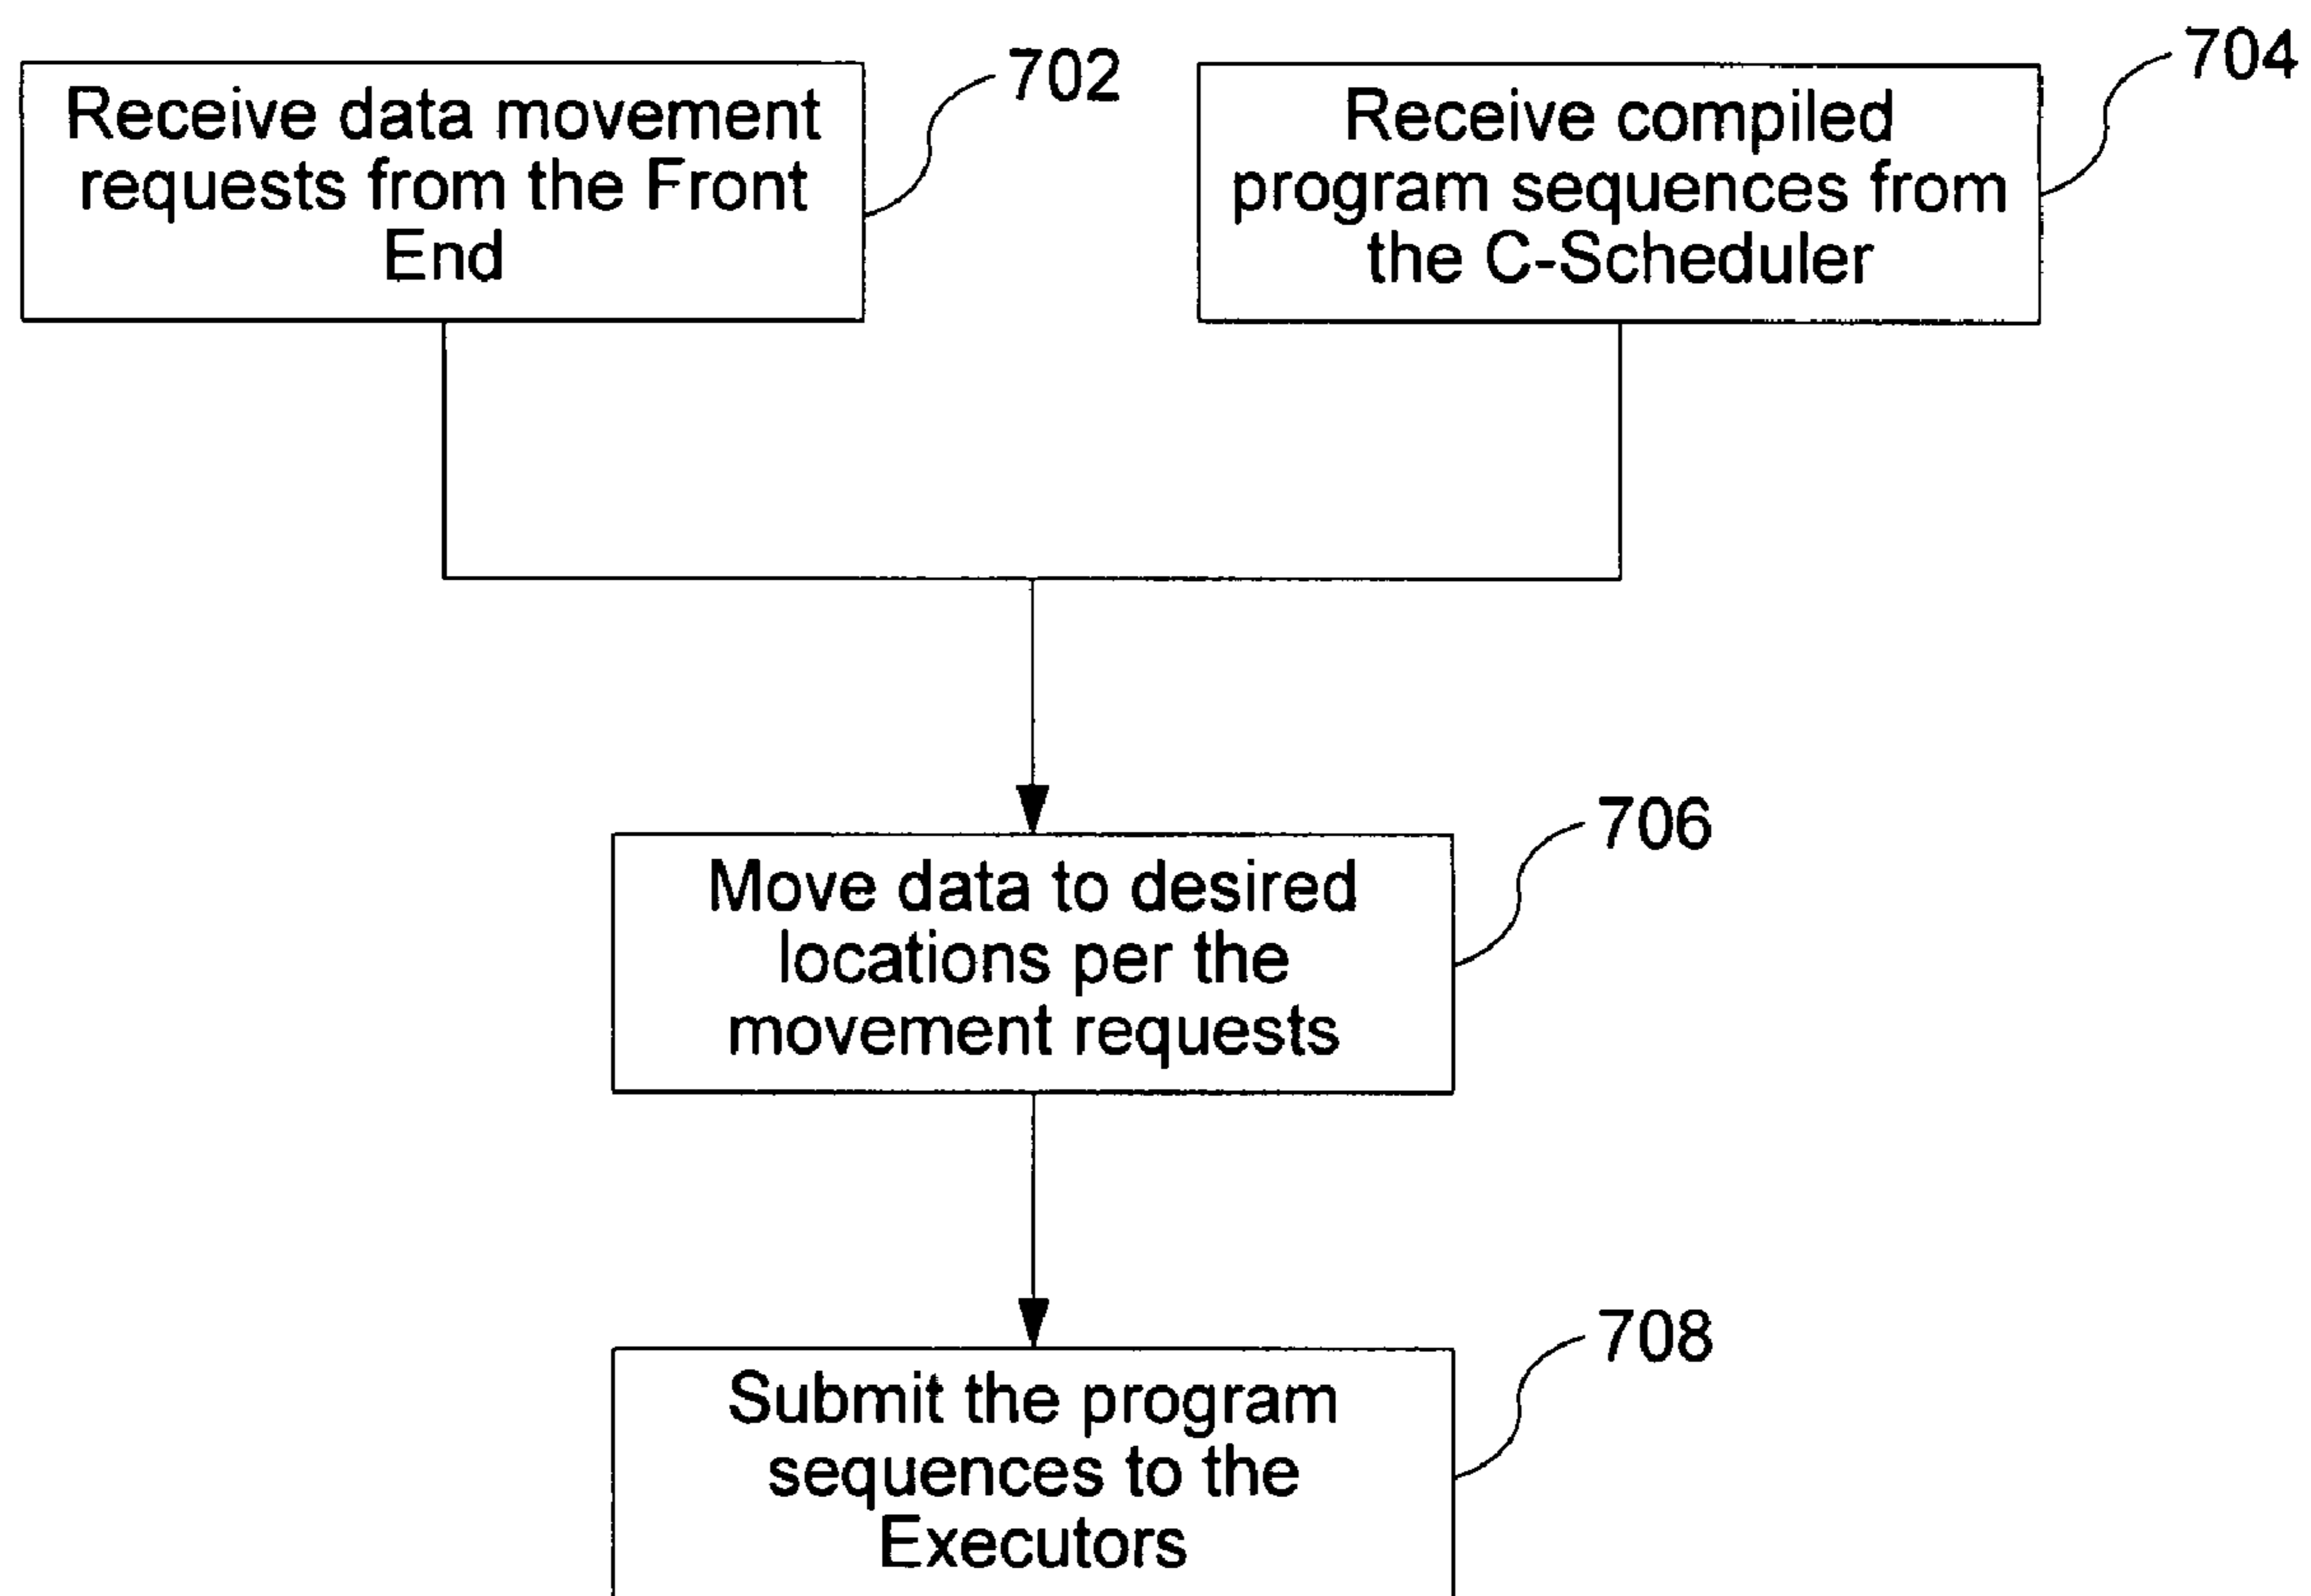 Receive data movement
requests from the Front
End
702
Receive compiled
program sequences from
the C-Scheduler
704
Move data to desired
locations per the
movement requests
706
Submit the program
sequences to the
Executors
708